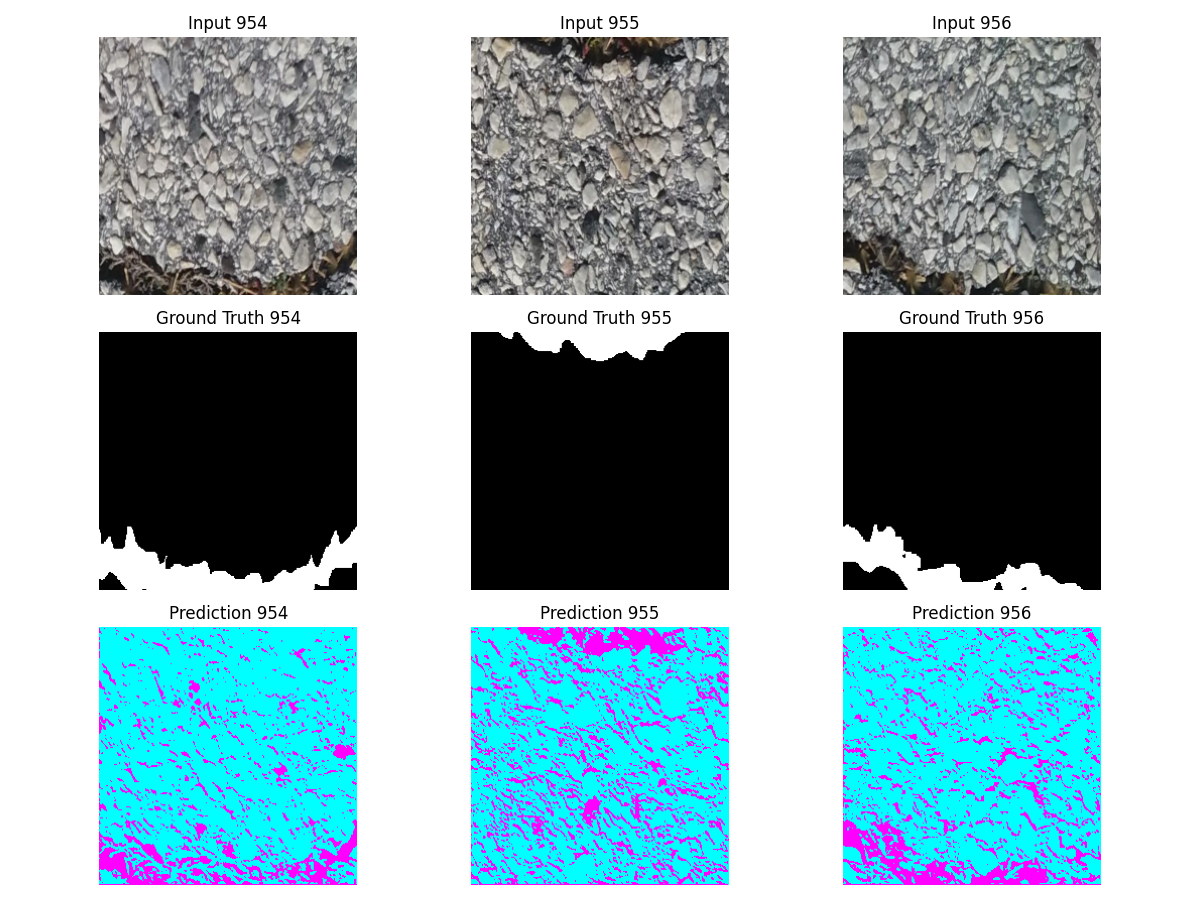 Input 954
Input 955
Input 956
Ground Truth 954
Ground Truth 955
Ground Truth 956
Prediction 954
Prediction 955
Prediction 956